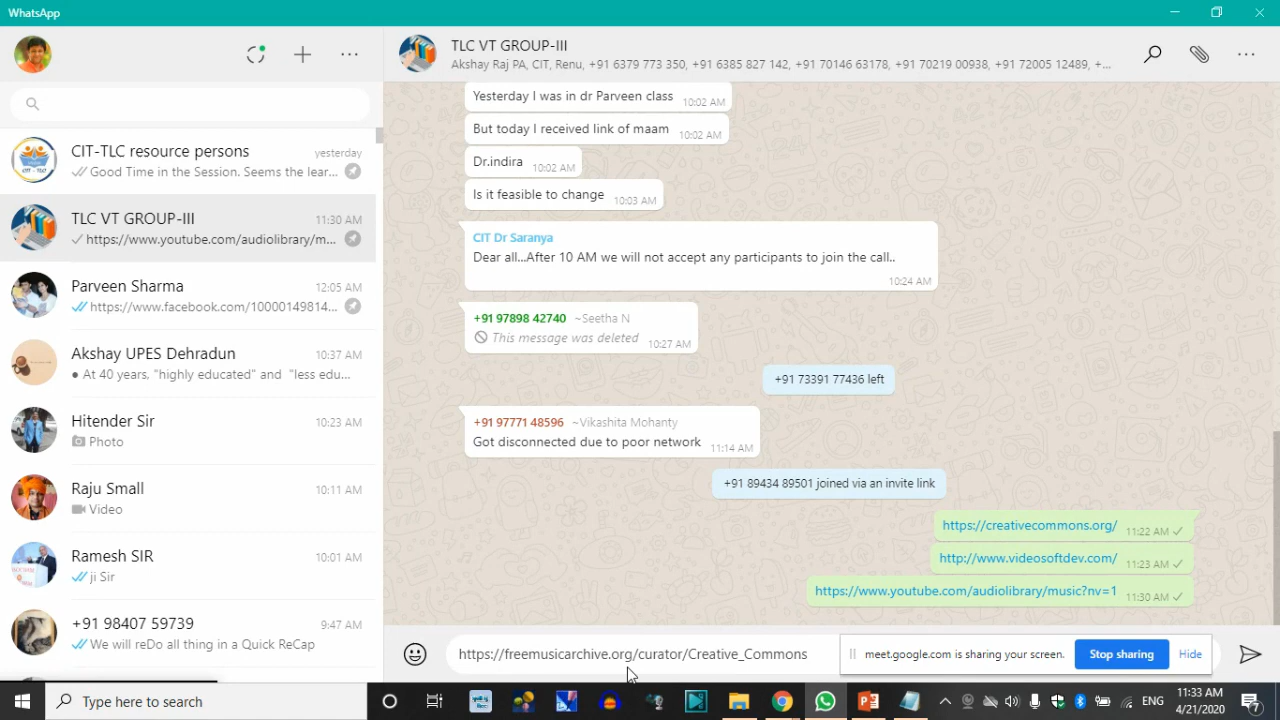 WhatsApp
CIT-TLC resource persons
yesterday
Good Time in the Session. Seems the lear...
TLC VT GROUP-III
11:30 AM
https://www.youtube.com/audiolibrary/m...
Parveen Sharma
12:05 AM
https://www.facebook.com/10000149814...
Akshay UPES Dehradun
10:37 AM
At 40 years, "highly educated" and "less edu...
Hitender Sir
10:23 AM
Photo
Raju Small
10:11 AM
Video
Ramesh SIR
10:01 AM
ji Sir
+91 98407 59739
9:47 AM
We will reDo all thing in a Quick ReCap
TLC VT GROUP-III
Akshay Raj PA, CIT, Renu, +91 6379 773 350, +91 6385 827 142, +91 70146 63178, +91 70219 00938, +91 72005 12489, +...
Yesterday I was in dr Parveen class 10:02 AM
But today I received link of maam 10:02 AM
Dr.indira 10:02 AM
Is it feasible to change 10:03 AM
CIT Dr Saranya
Dear all...After 10 AM we will not accept any participants to join the call..
10:24 AM
+91 97898 42740 ~Seetha N
This message was deleted 10:27 AM
+91 73391 77436 left
+91 97771 48596 ~Vikashita Mohanty
Got disconnected due to poor network 11:14 AM
+91 89434 89501 joined via an invite link
https://creativecommons.org/ 11:22 AM
http://www.videosoftdev.com/ 11:23 AM
https://www.youtube.com/audiolibrary/music?nv=1 11:30 AM
https://freemusicarchive.org/curator/Creative_Commons
meet.google.com is sharing your screen. Stop sharing Hide
Type here to search
ENG
11:33 AM
4/21/2020
7